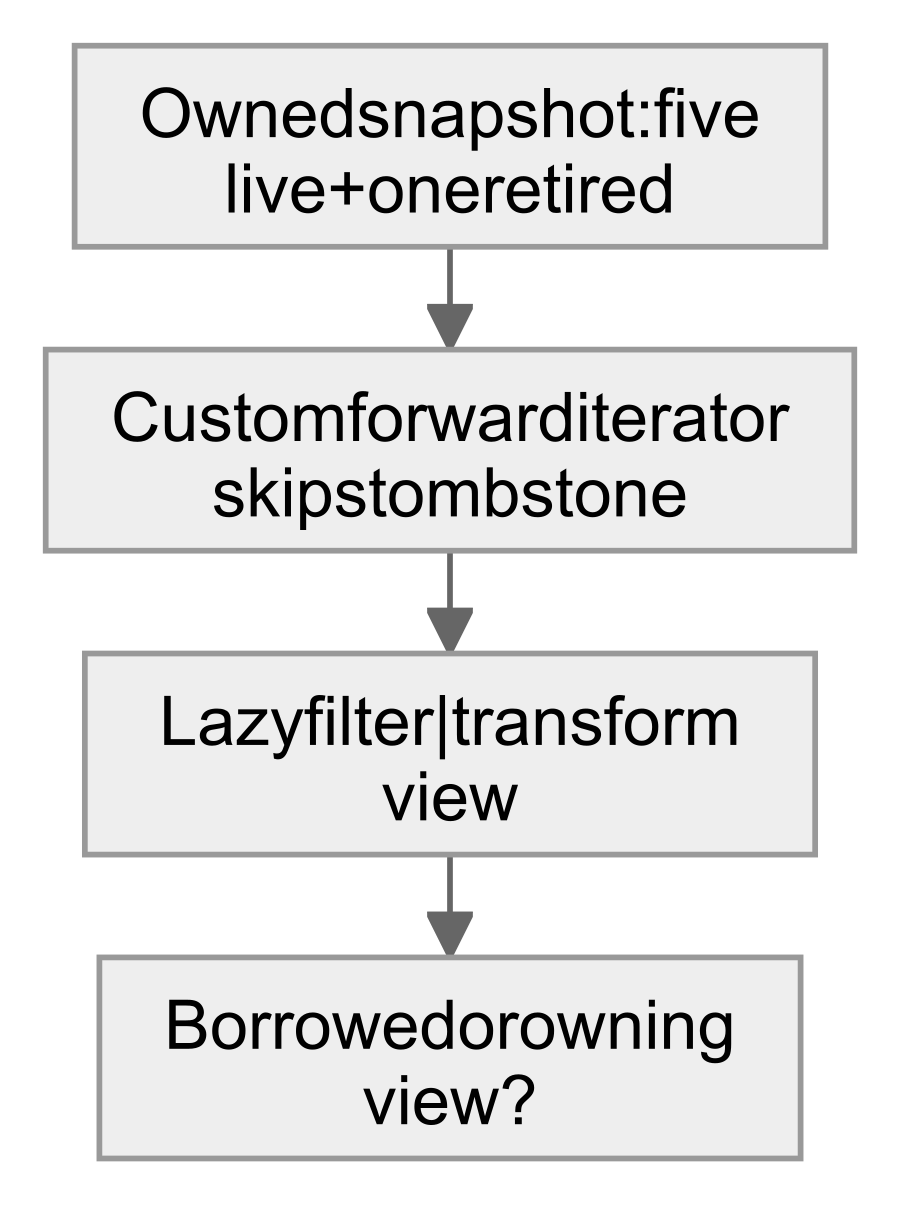 Ownedsnapshot:five
live+oneretired
Customforwarditerator
skipstombstone
Lazyfilter|transform
view
Borrowedorowning
view?